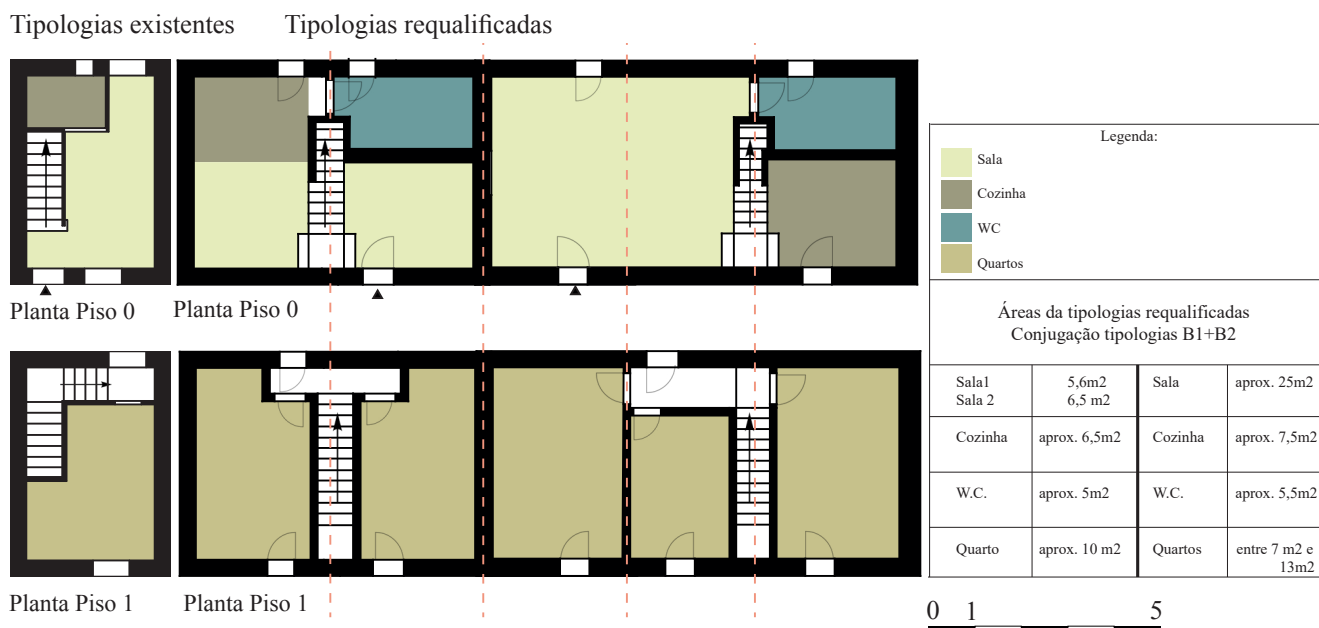 Tipologias existentes
Tipologias requalificadas
Planta Piso 0
Planta Piso 0
Planta Piso 1
Planta Piso 1
Legenda:
Sala
Cozinha
WC
Quartos
Áreas da tipologias requalificadas
Conjugação tipologias B1+B2
Sala1 5,6m2 Sala aprox. 25m2
Sala 2 6,5 m2
Cozinha aprox. 6,5m2 Cozinha aprox. 7,5m2
W.C. aprox. 5m2 W.C. aprox. 5,5m2
Quarto aprox. 10 m2 Quartos entre 7 m2 e
13m2
0 1 5